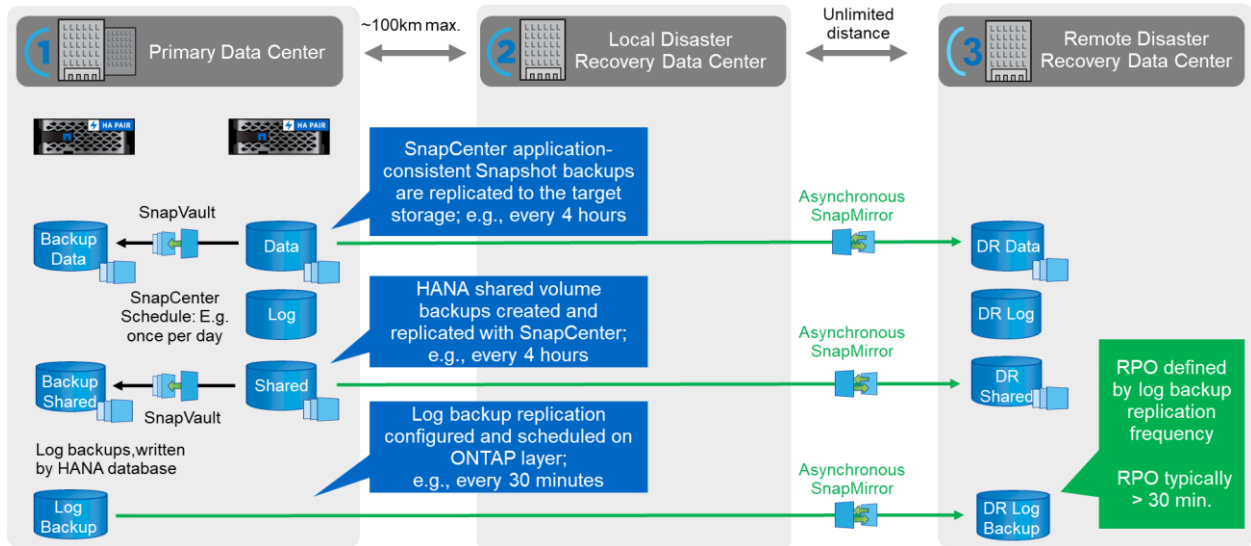 1
Primary Data Center
~100km max.
2
Local Disaster
Recovery Data Center
Unlimited
distance
3
Remote Disaster
Recovery Data Center
HA PAIR
HA PAIR
SnapCenter application-
consistent Snapshot backups
are replicated to the target
storage; e.g., every 4 hours
SnapVault
Backup
Data
Data
Asynchronous
SnapMirror
DR Data
SnapCenter
Schedule: E.g.
once per day
Log
HANA shared volume
backups created and
replicated with SnapCenter;
e.g., every 4 hours
DR Log
Backup
Shared
SnapVault
Shared
Asynchronous
SnapMirror
DR
Shared
RPO defined
by log backup
replication
frequency
RPO typically
> 30 min.
Log backups,written
by HANA database
Log backup replication
configured and scheduled on
ONTAP layer;
e.g., every 30 minutes
Log
Backup
Asynchronous
SnapMirror
DR Log
Backup